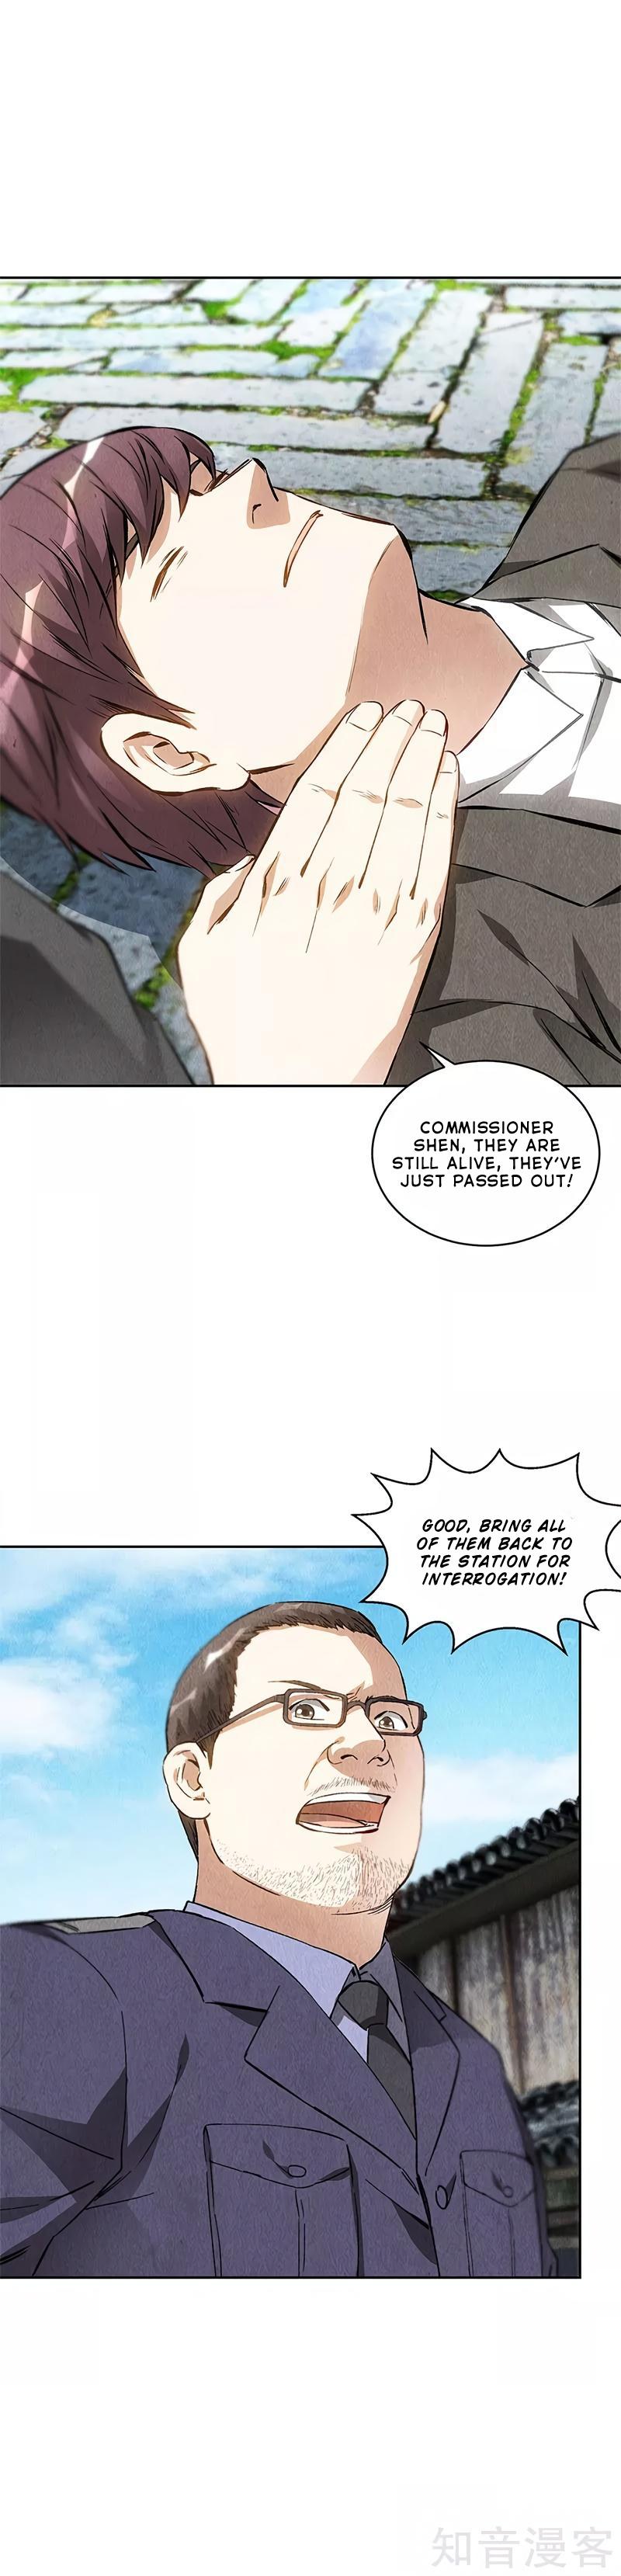 COMMISSIONER
SHEN, THEY ARE
STILL ALIVE, THEY'VE
JUST PASSED OUT!
GOOD, BRING ALL
OF THEM BACK TO
THE STATION FOR
INTERROGATION!
知音漫客